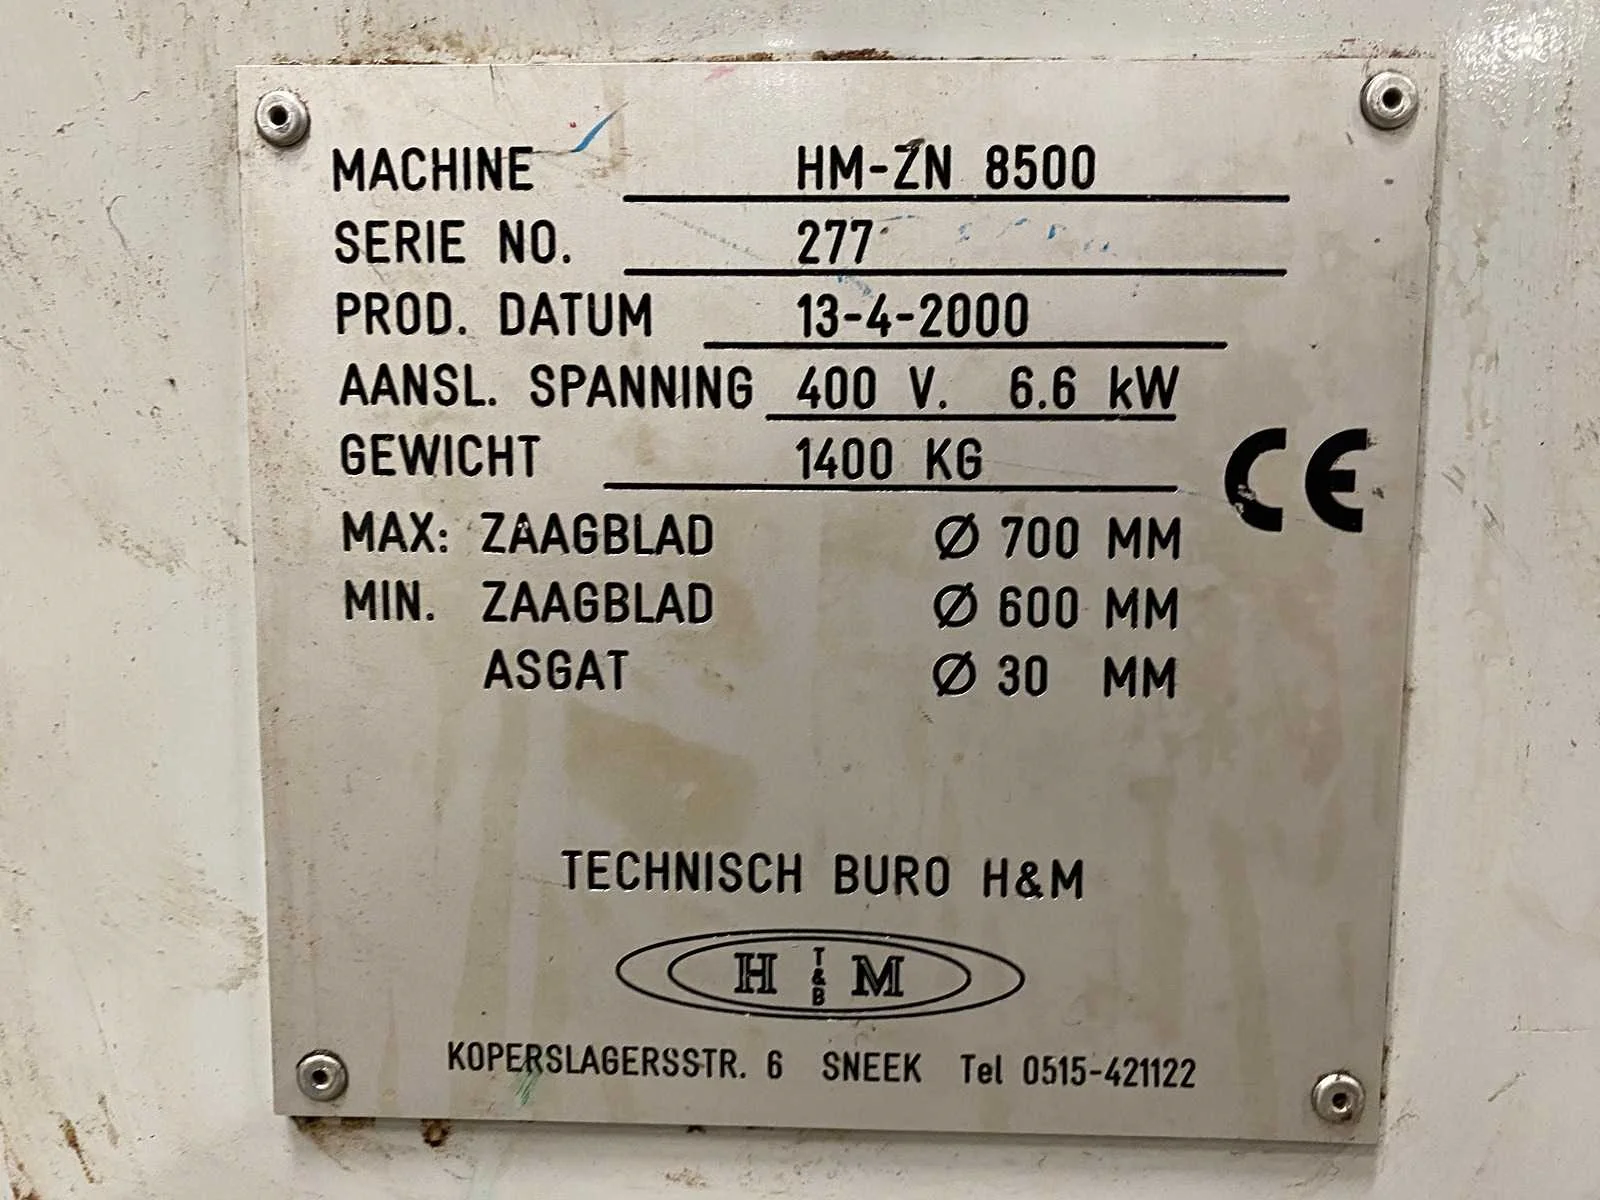 MACHINE HM-ZN 8500
SERIE NO. 277
PROD. DATUM 13-4-2000
AANSL. SPANNING 400 V. 6.6 kW
GEWICHT 1400 KG
CE
MAX: ZAAGBLAD Ø 700 MM
MIN. ZAAGBLAD Ø 600 MM
ASGAT Ø 30 MM
TECHNISCH BURO H&M
H T&B M
KOPERSLAGERSSTR. 6 SNEEK Tel 0515-421122